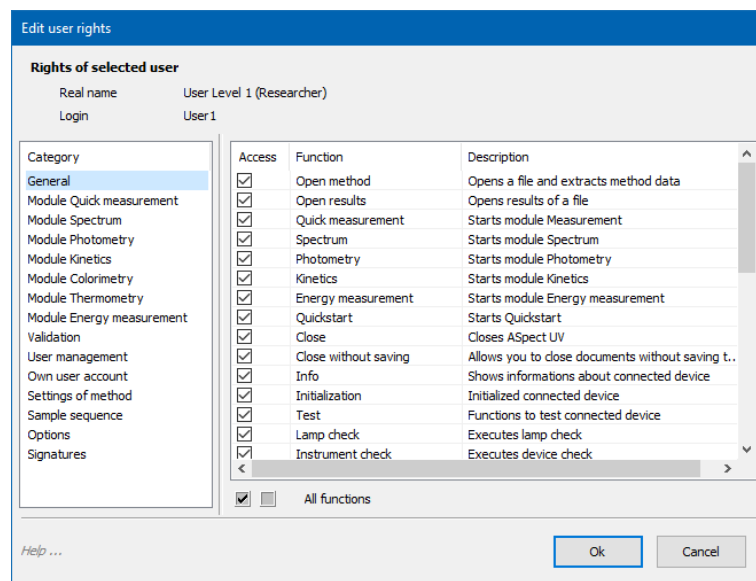 Edit user rights
Rights of selected user
Real name User Level 1 (Researcher)
Login User1
Category
General
Module Quick measurement
Module Spectrum
Module Photometry
Module Kinetics
Module Colorimetry
Module Thermometry
Module Energy measurement
Validation
User management
Own user account
Settings of method
Sample sequence
Options
Signatures
Access Function Description
Open method Opens a file and extracts method data
Open results Opens results of a file
Quick measurement Starts module Measurement
Spectrum Starts module Spectrum
Photometry Starts module Photometry
Kinetics Starts module Kinetics
Energy measurement Starts module Energy measurement
Quickstart Starts Quickstart
Close Closes ASpect UV
Close without saving Allows you to close documents without saving t...
Info Shows informations about connected device
Initialization Initialized connected device
Test Functions to test connected device
Lamp check Executes lamp check
Instrument check Executes device check
All functions
Help ...
Ok Cancel